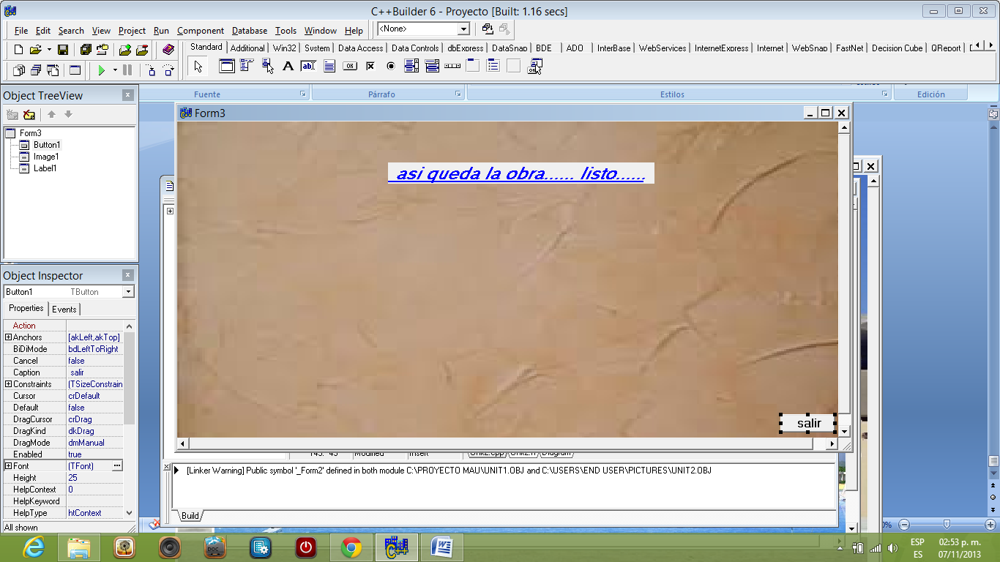 C++Builder 6 - Proyecto [Built: 1.16 secs]
File Edit Search View Project Run Component Database Tools Window Help
<None>
Standard Additional Win32 System Data Access Data Controls dbExpress DataSnap BDE ADO InterBase WebServices InternetExpress Internet WebSnap FastNet Decision Cube QReport
Fuente Párrafo Estilos Edición
Object TreeView
Form3
Button1
Image1
Label1
Form3
asi queda la obra...... listo......
salir
Object Inspector
Button1 TButton
Properties Events
Action
Anchors [akLeft,akTop]
BiDiMode bdLeftToRight
Cancel false
Caption salir
Constraints (TSizeConstrain
Cursor crDefault
Default false
DragCursor crDrag
DragKind dkDrag
DragMode dmManual
Enabled true
Font (TFont)
Height 25
HelpContext 0
HelpKeyword
HelpType htContext
All shown
145: 45 Modified Insert Unit2.cpp Unit2.h Diagram
[Linker Warning] Public symbol '_Form2' defined in both module C:\PROYECTO MAU\UNIT1.OBJ and C:\USERS\END USER\PICTURES\UNIT2.OBJ
Build
0%
ESP
ES
02:53 p. m.
07/11/2013